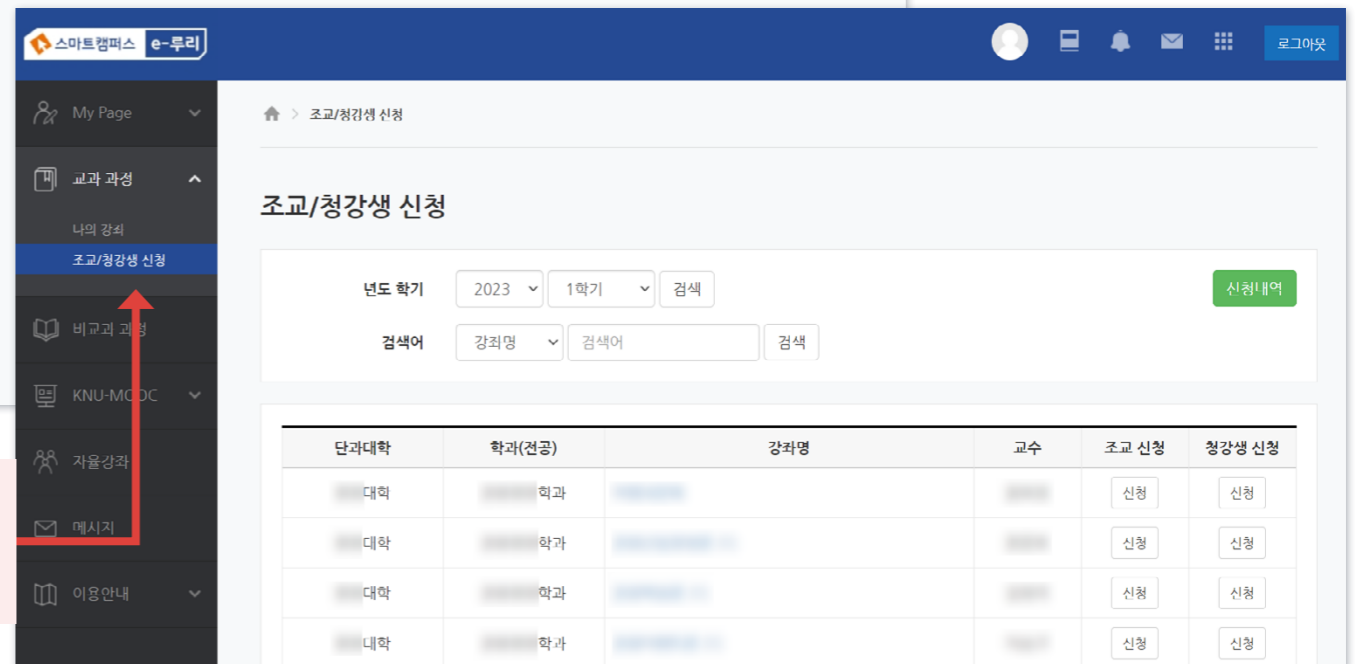 스마트캠퍼스 e-루리
로그아웃
My Page
교과 과정
나의 강좌
조교/청강생 신청
비교과 과정
KNU-MOOC
자율강좌
메시지
이용안내
조교/청강생 신청
조교/청강생 신청
년도 학기 2023 1학기 검색 신청내역
검색어 강좌명 검색어 검색
단과대학 학과(전공) 강좌명 교수 조교 신청 청강생 신청
대학 학과 신청 신청
대학 학과 신청 신청
대학 학과 신청 신청
대학 학과 신청 신청